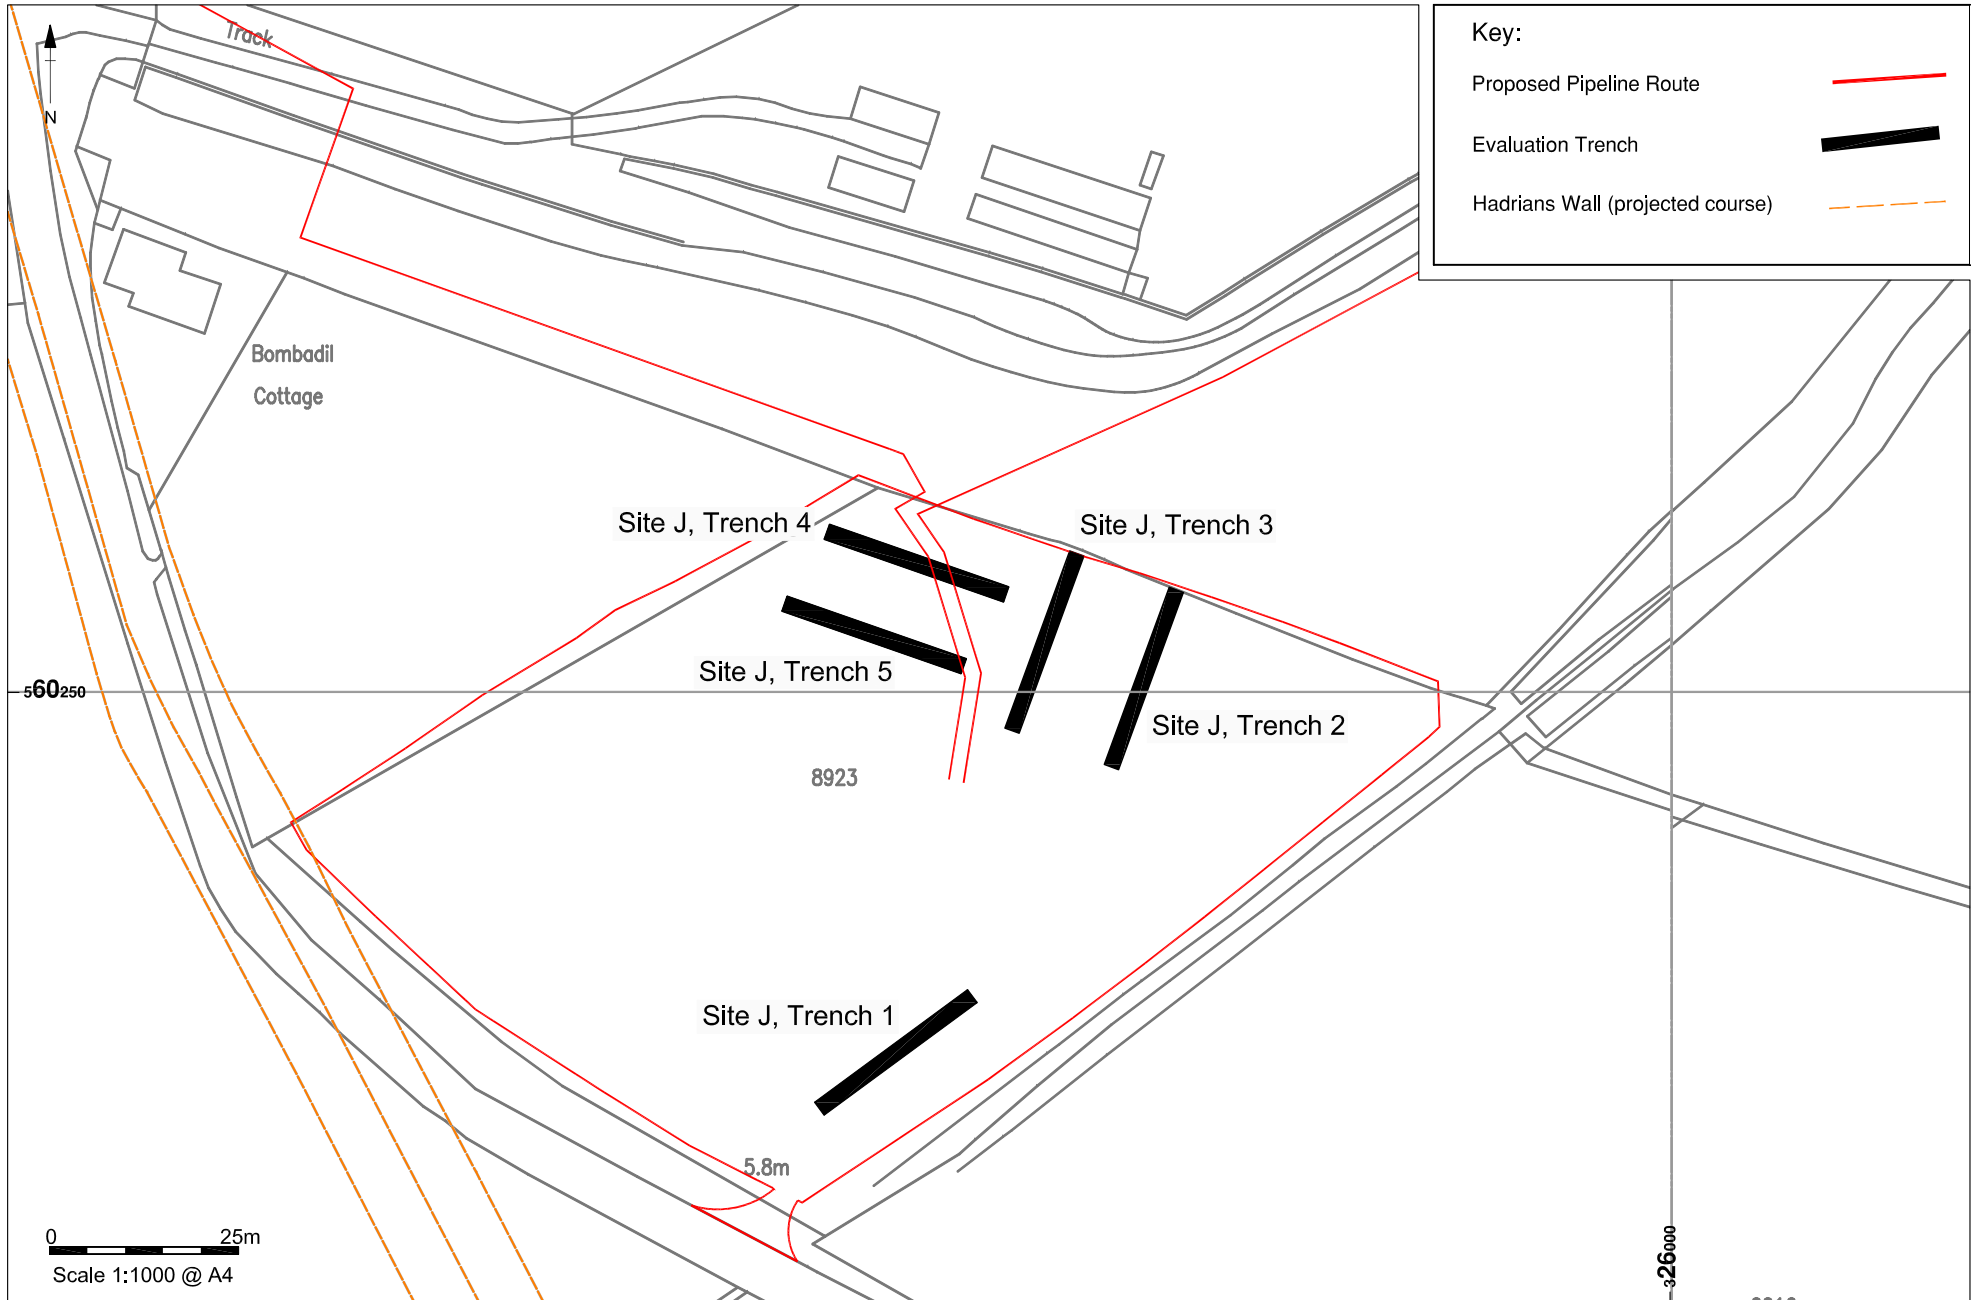 Track
N
Key:
Proposed Pipeline Route
Evaluation Trench
Hadrians Wall (projected course)
Bombadil
Cottage
Site J, Trench 4
Site J, Trench 3
Site J, Trench 5
560250
Site J, Trench 2
8923
Site J, Trench 1
5.8m
0 25m
Scale 1:1000 @ A4
326000